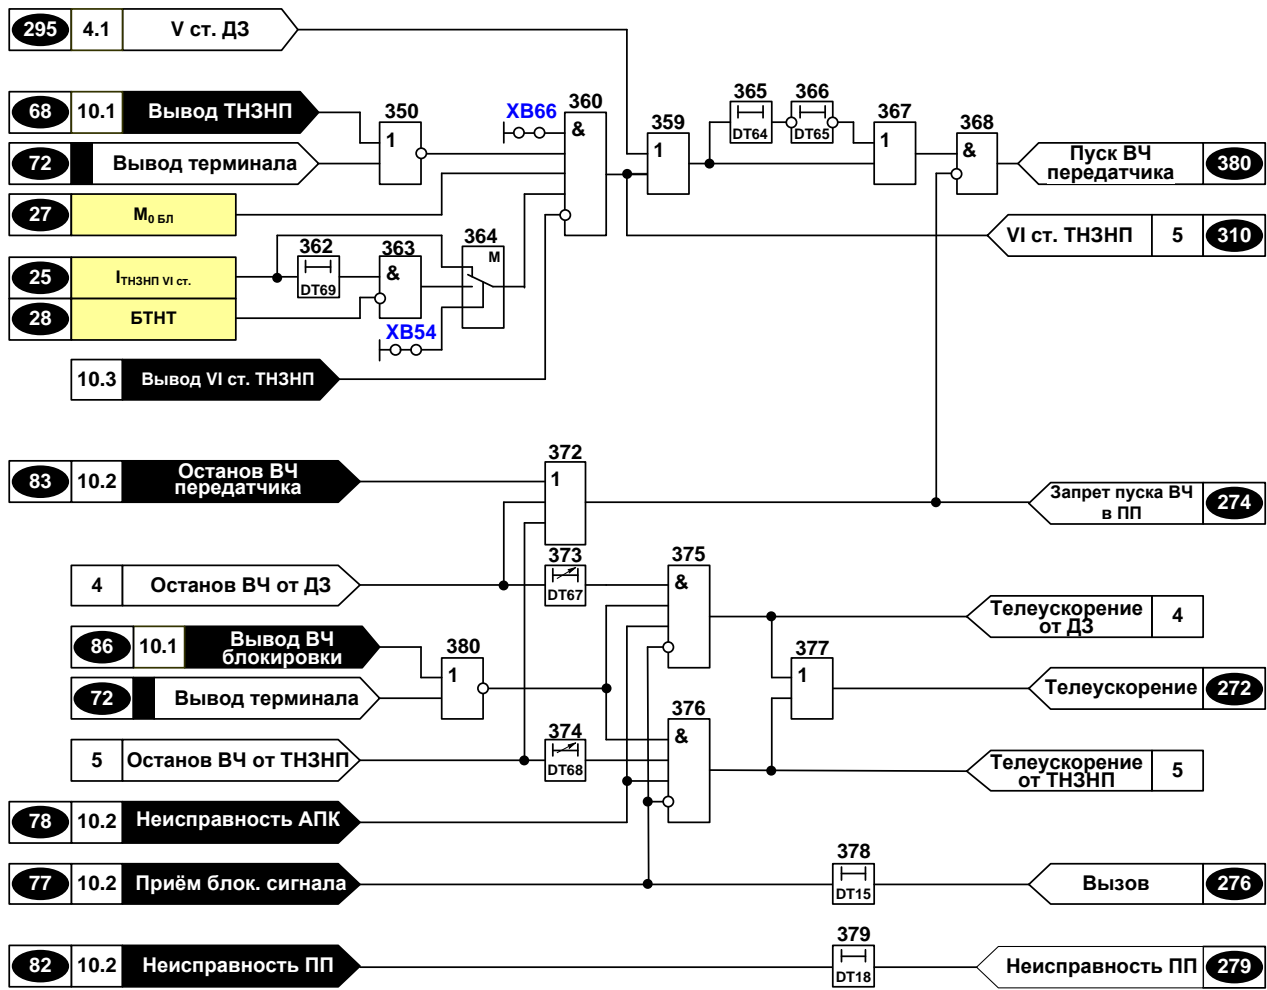 295 4.1 V ст. ДЗ
68 10.1 Вывод ТНЗНП
72 Вывод терминала
27 М0 БЛ
25 IТНЗНП VI ст.
28 БТНТ
10.3 Вывод VI ст. ТНЗНП
350
1
XB66
360
&
362
DT69
363
&
364
M
XB54
359
1
365
DT64
366
DT65
367
1
368
&
Пуск ВЧ
передатчика
380
VI ст. ТНЗНП 5 310
83 10.2 Останов ВЧ
передатчика
372
1
Запрет пуска ВЧ
в ПП
274
4 Останов ВЧ от ДЗ
373
DT67
375
&
Телеускорение
от ДЗ
4
86 10.1 Вывод ВЧ
блокировки
72 Вывод терминала
380
1
377
1
Телеускорение 272
5 Останов ВЧ от ТНЗНП
374
DT68
376
&
Телеускорение
от ТНЗНП
5
78 10.2 Неисправность АПК
77 10.2 Приём блок. сигнала
378
DT15
Вызов 276
82 10.2 Неисправность ПП
379
DT18
Неисправность ПП 279